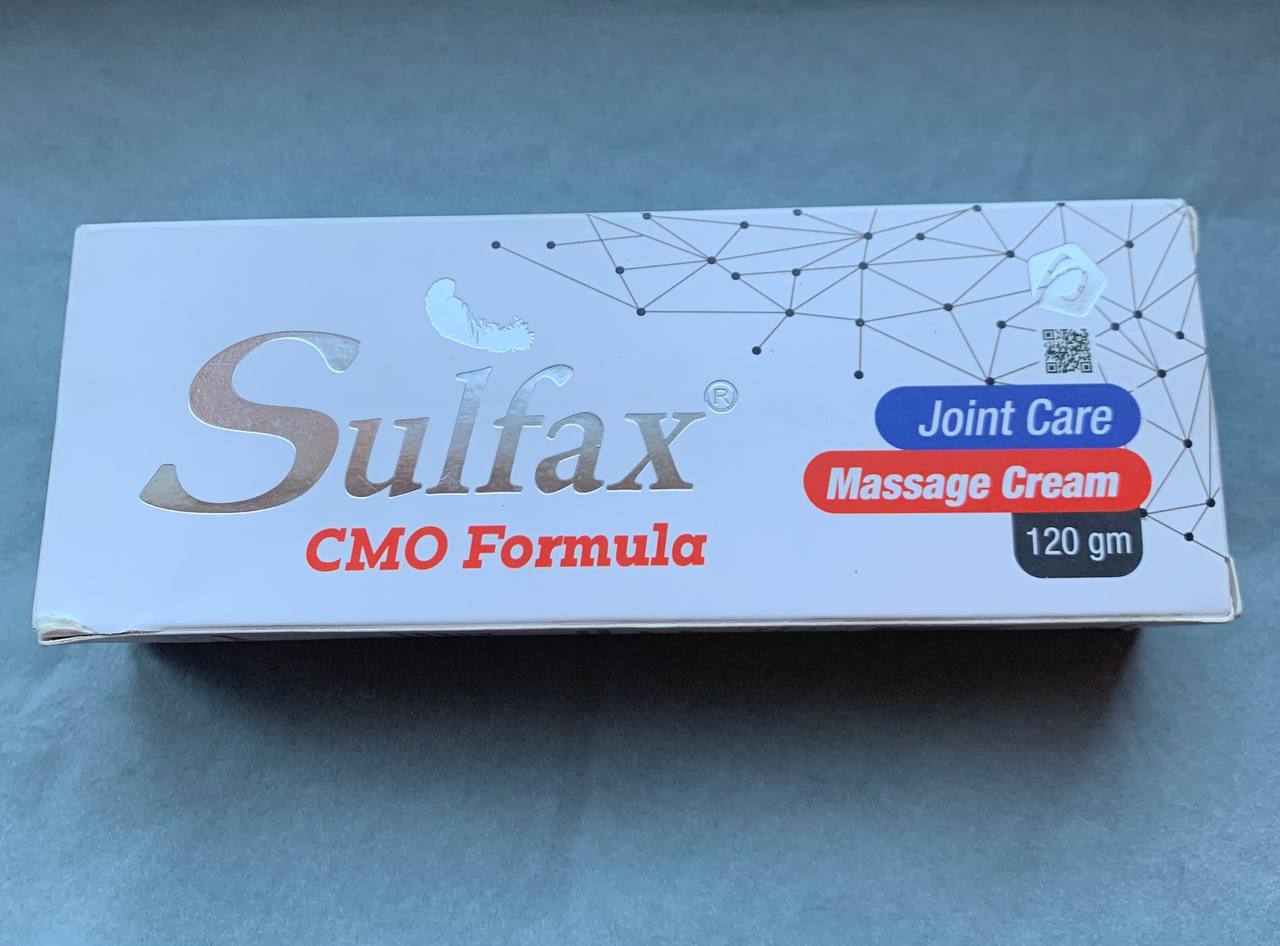 Sulfax®
CMO Formula
Joint Care
Massage Cream
120 gm